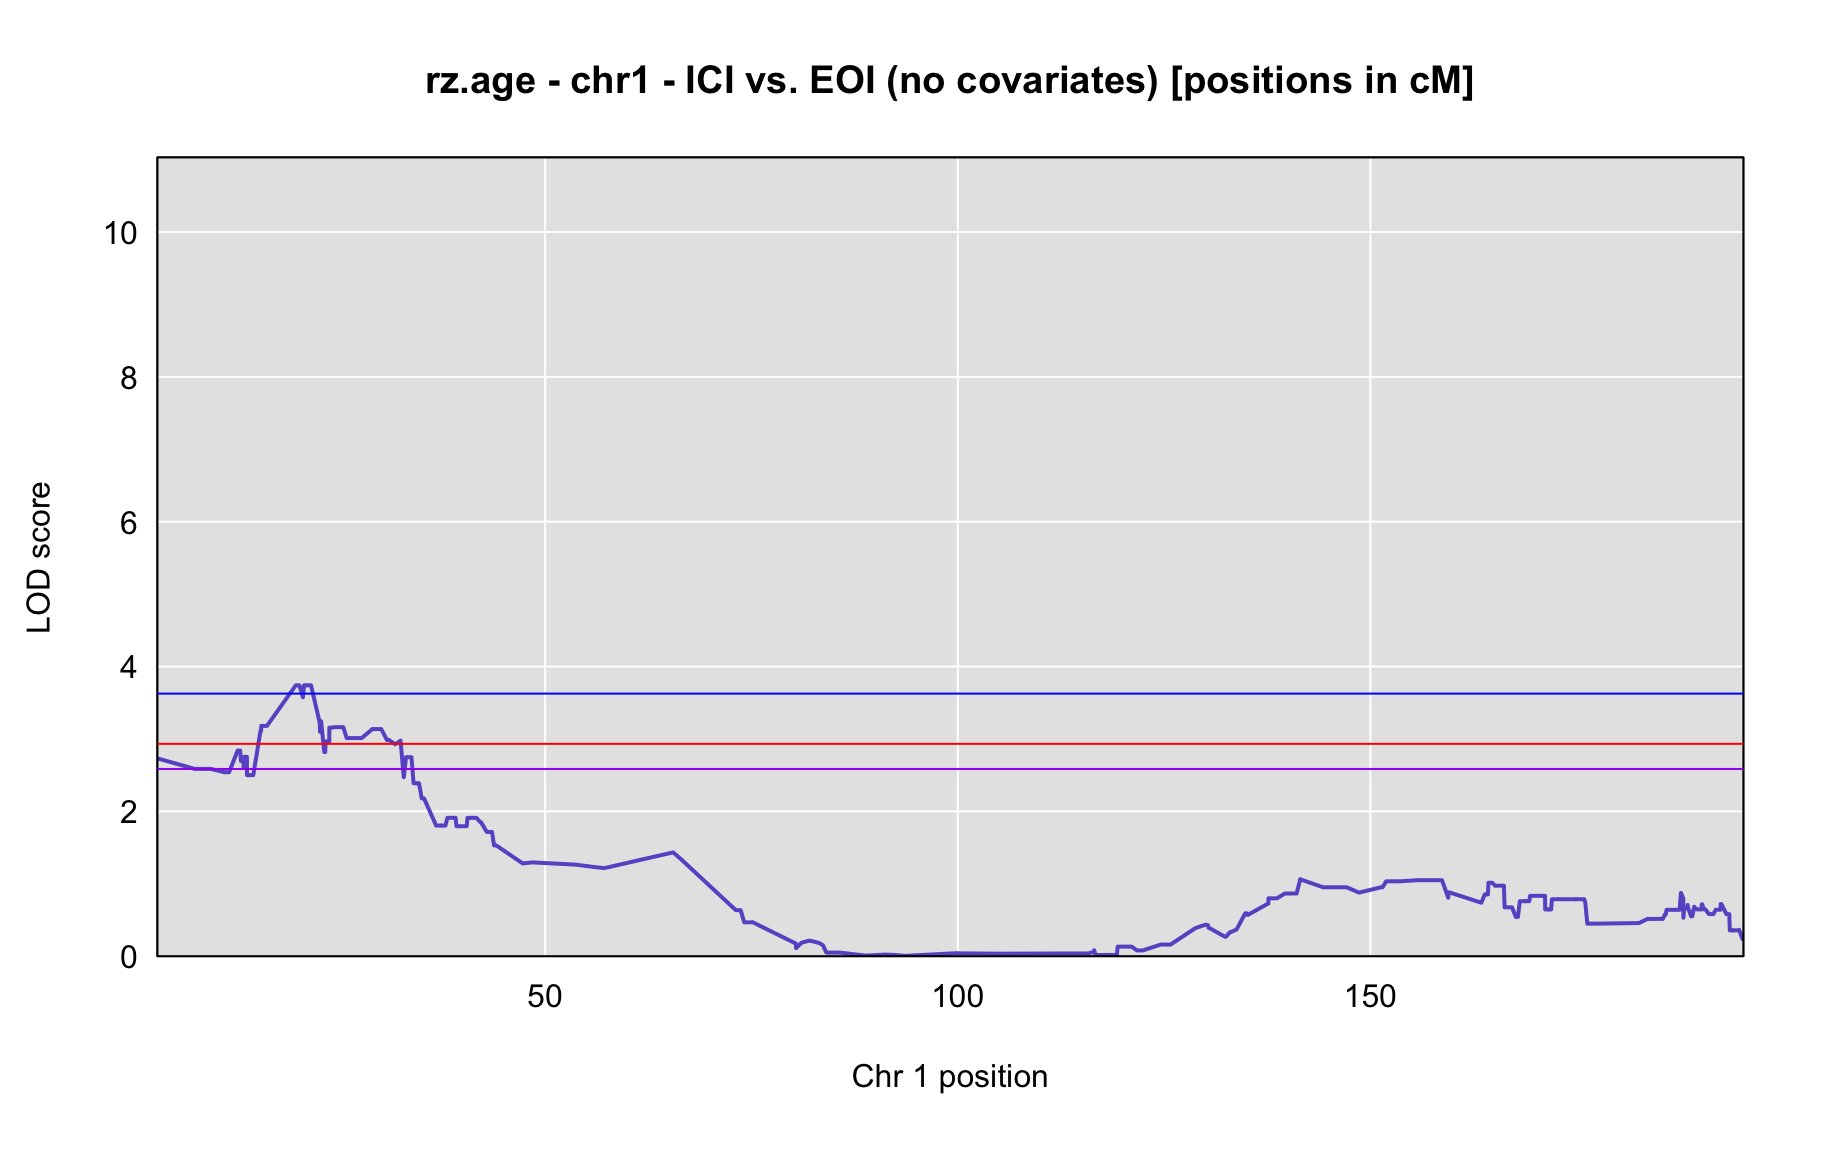 rz.age - chr1 - ICI vs. EOI (no covariates) [positions in cM]
10
8
6
4
2
0
LOD score
50 100 150
Chr 1 position